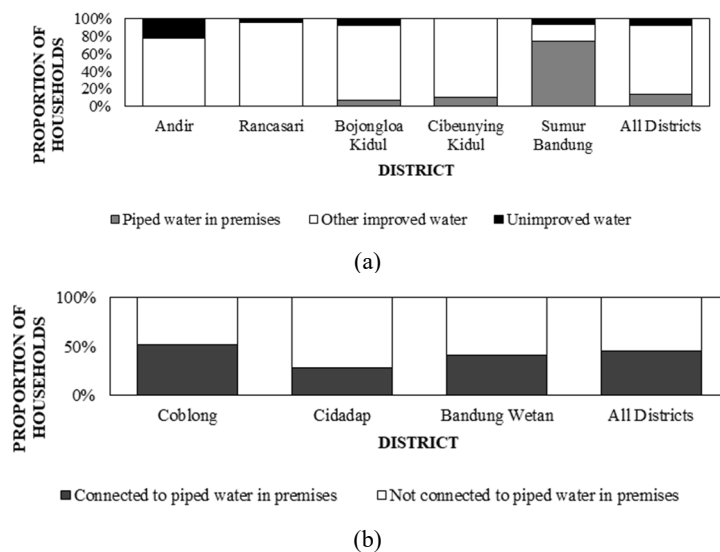 PROPORTION OF
HOUSEHOLDS
100%
80%
60%
40%
20%
0%
Andir Rancasari Bojongloa Cibeunying Sumur All Districts
Kidul Kidul Bandung
DISTRICT
Piped water in premises Other improved water Unimproved water
(a)
PROPORTION OF
HOUSEHOLDS
100%
50%
0%
Coblong Cidadap Bandung Wetan All Districts
DISTRICT
Connected to piped water in premises Not connected to piped water in premises
(b)